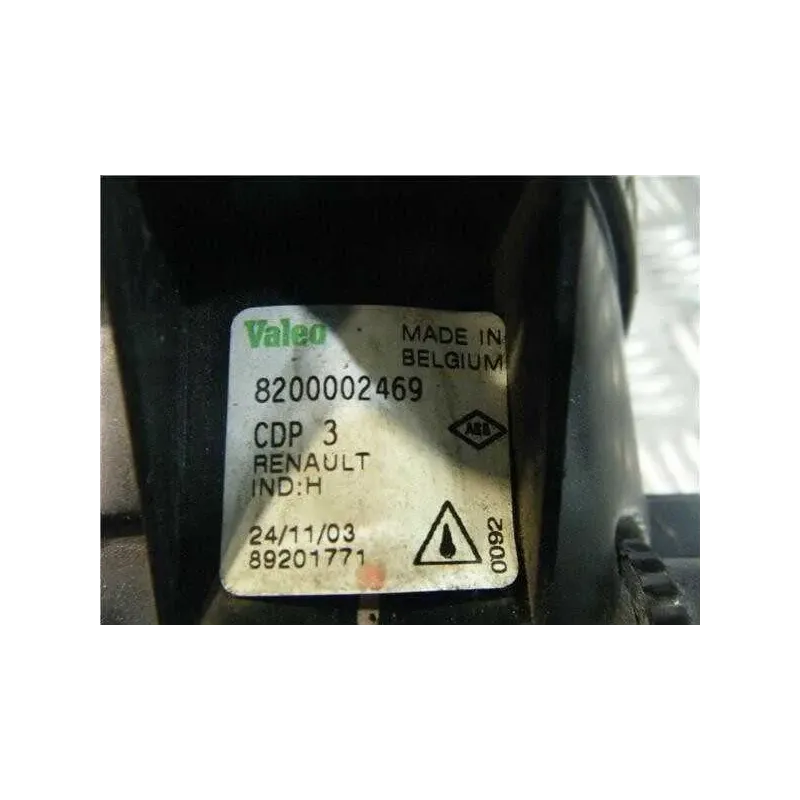 Valeo
MADE IN
BELGIUM
8200002469
CDP 3
RENAULT
IND:H
24/11/03
89201771
0092